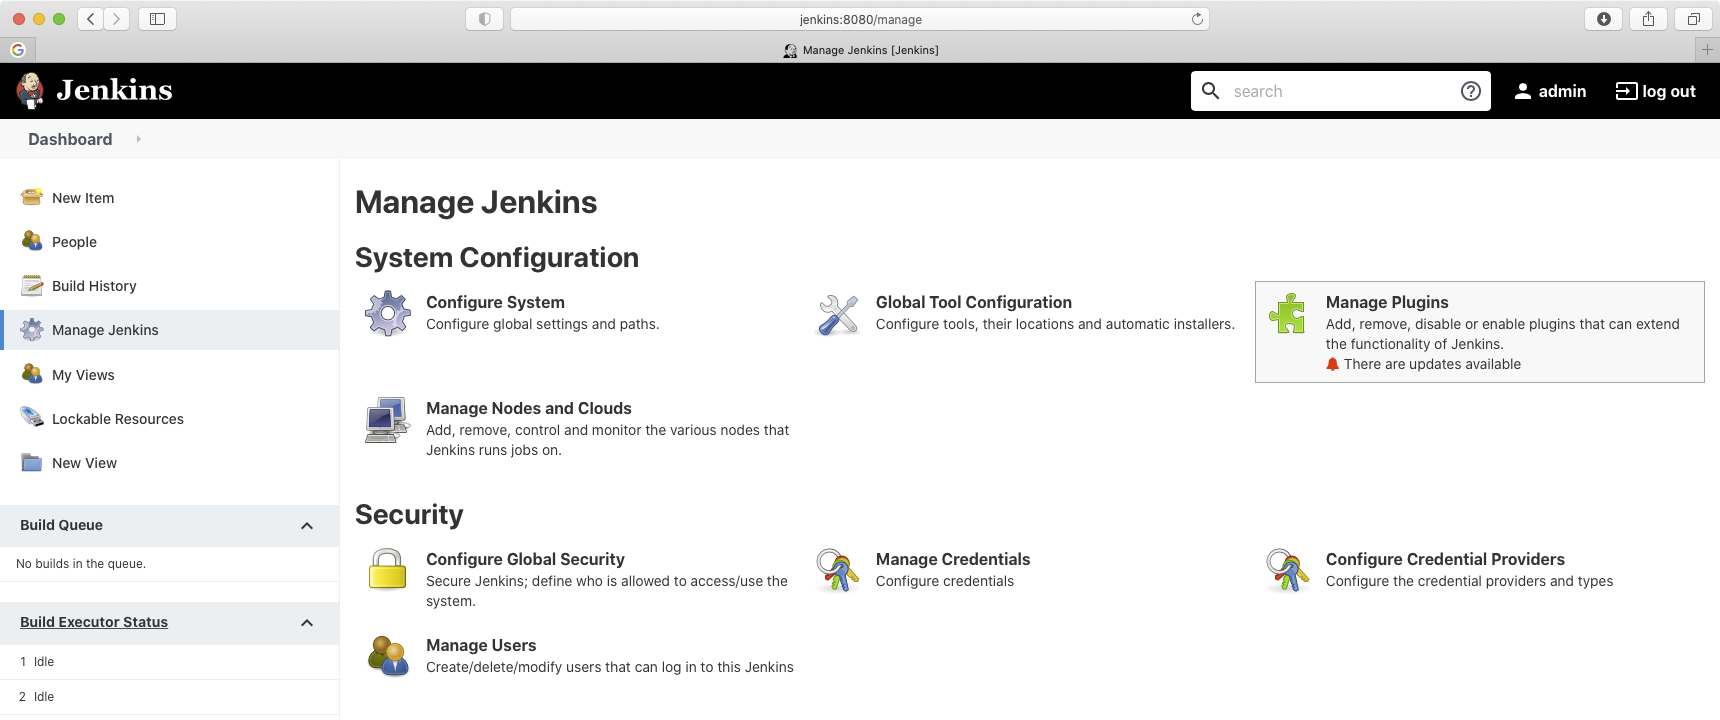 jenkins:8080/manage
Manage Jenkins [Jenkins]
Jenkins
search
admin
log out
Dashboard
New Item
People
Build History
Manage Jenkins
My Views
Lockable Resources
New View
Build Queue
No builds in the queue.
Build Executor Status
1 Idle
2 Idle
Manage Jenkins
System Configuration
Configure System
Configure global settings and paths.
Global Tool Configuration
Configure tools, their locations and automatic installers.
Manage Plugins
Add, remove, disable or enable plugins that can extend
the functionality of Jenkins.
There are updates available
Manage Nodes and Clouds
Add, remove, control and monitor the various nodes that
Jenkins runs jobs on.
Security
Configure Global Security
Secure Jenkins; define who is allowed to access/use the
system.
Manage Credentials
Configure credentials
Configure Credential Providers
Configure the credential providers and types
Manage Users
Create/delete/modify users that can log in to this Jenkins